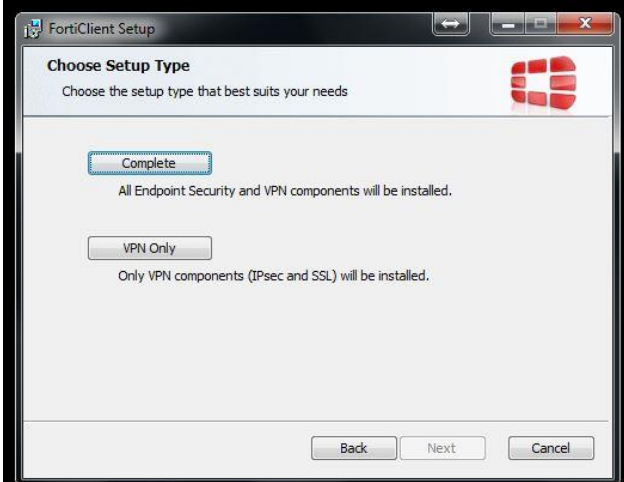 FortiClient Setup
Choose Setup Type
Choose the setup type that best suits your needs
Complete
All Endpoint Security and VPN components will be installed.
VPN Only
Only VPN components (IPsec and SSL) will be installed.
Back Next Cancel